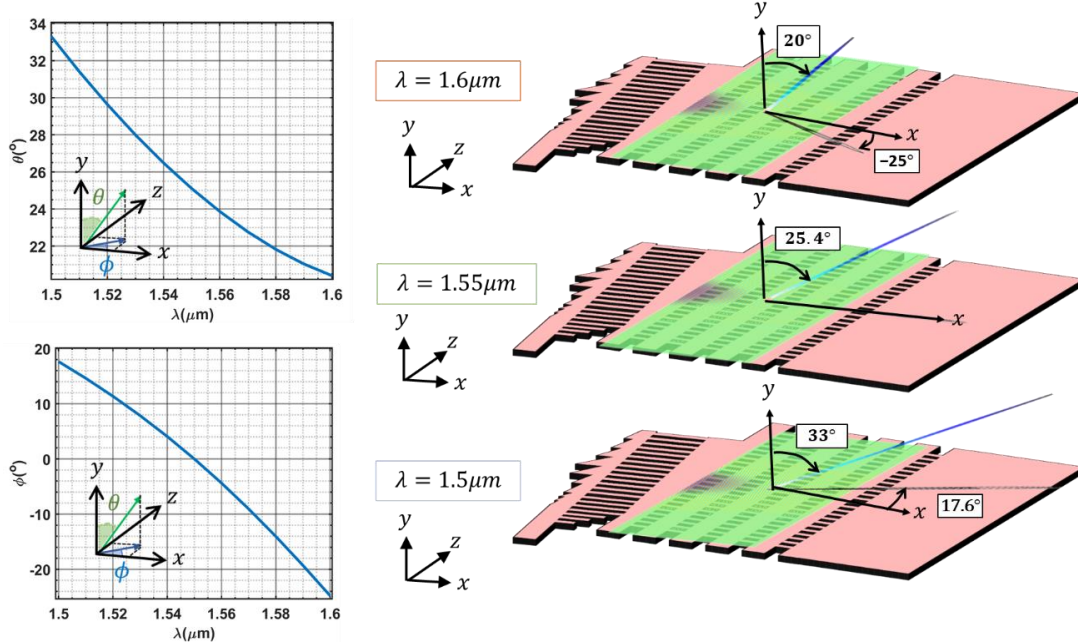 34
32
30
28
26
24
22
θ(°)
y
θ
z
x
ϕ
1.5
1.52
1.54
1.56
1.58
1.6
λ(μm)
20
10
0
-10
-20
ϕ(°)
y
θ
z
x
ϕ
1.5
1.52
1.54
1.56
1.58
1.6
λ(μm)
λ = 1.6μm
y
z
x
y
20°
x
−25°
λ = 1.55μm
y
z
x
y
25.4°
x
λ = 1.5μm
y
z
x
y
33°
x
17.6°